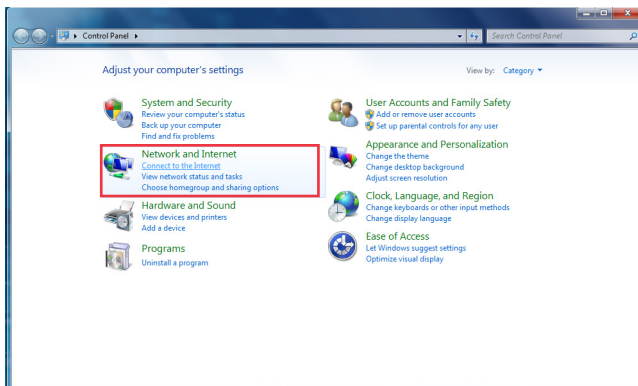 Control Panel
Search Control Panel
Adjust your computer's settings
View by: Category
System and Security
Review your computer's status
Back up your computer
Find and fix problems
Network and Internet
Connect to the Internet
View network status and tasks
Choose homegroup and sharing options
Hardware and Sound
View devices and printers
Add a device
Programs
Uninstall a program
User Accounts and Family Safety
Add or remove user accounts
Set up parental controls for any user
Appearance and Personalization
Change the theme
Change desktop background
Adjust screen resolution
Clock, Language, and Region
Change keyboards or other input methods
Change display language
Ease of Access
Let Windows suggest settings
Optimize visual display